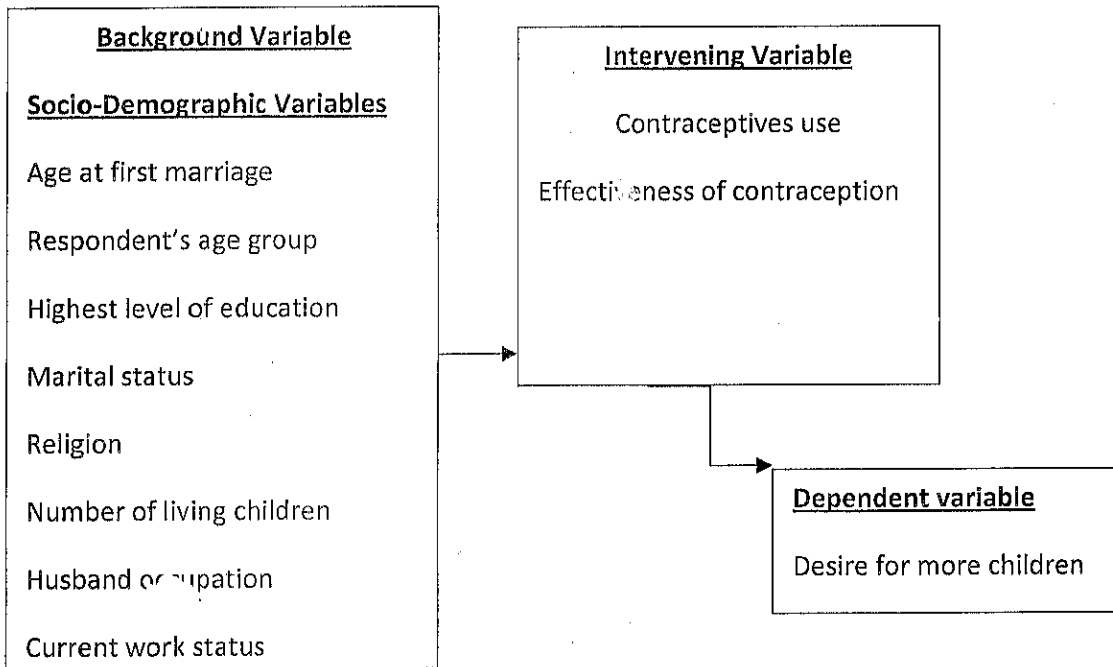 Background Variable
Socio-Demographic Variables
Age at first marriage
Respondent's age group
Highest level of education
Marital status
Religion
Number of living children
Husband occupation
Current work status
Intervening Variable
Contraceptives use
Effectiveness of contraception
Dependent variable
Desire for more children